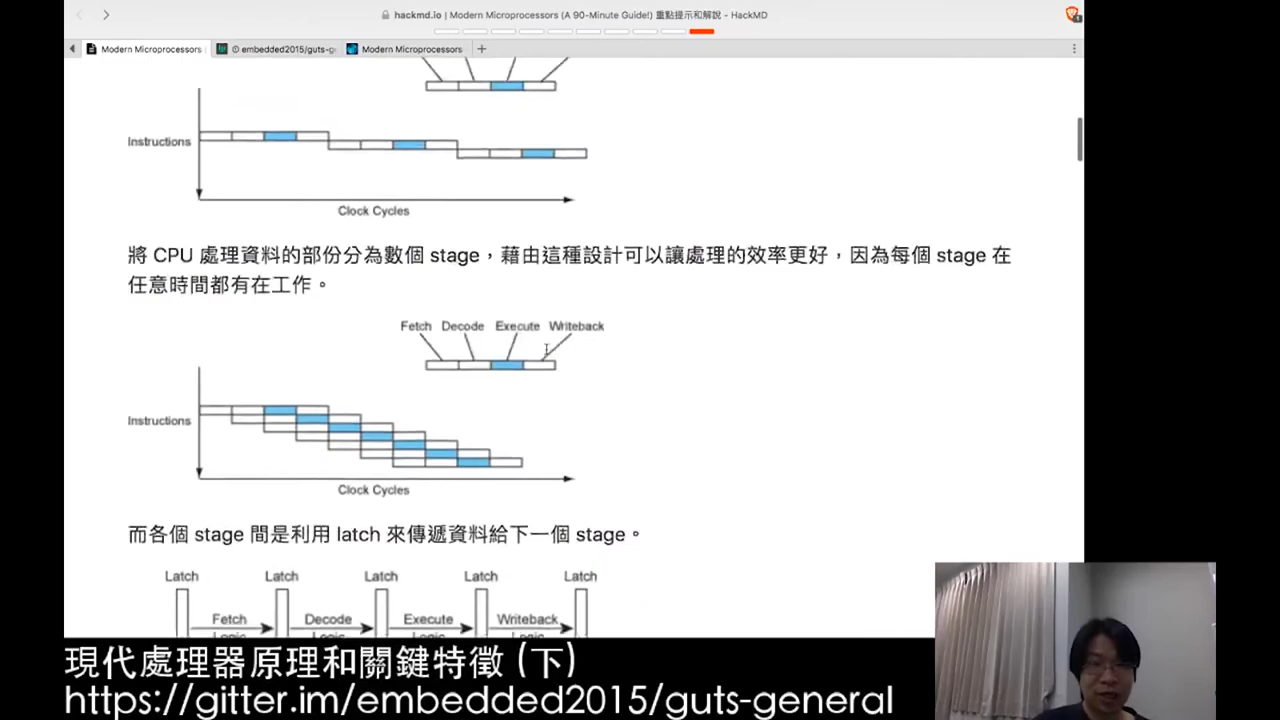 hackmd.io | Modern Microprocessors (A 90-Minute Guide!) 重點提示和解說 - HackMD
Modern Microprocessors
embedded2015/guts-g
Modern Microprocessors
Instructions
Clock Cycles
將 CPU 處理資料的部份分為數個 stage，藉由這種設計可以讓處理的效率更好，因為每個 stage 在
任意時間都有在工作。
Fetch Decode Execute Writeback
Instructions
Clock Cycles
而各個 stage 間是利用 latch 來傳遞資料給下一個 stage。
Latch Latch Latch Latch Latch
Fetch Decode Execute Writeback
Logic Logic Logic Logic
現代處理器原理和關鍵特徵 (下)
https://gitter.im/embedded2015/guts-general